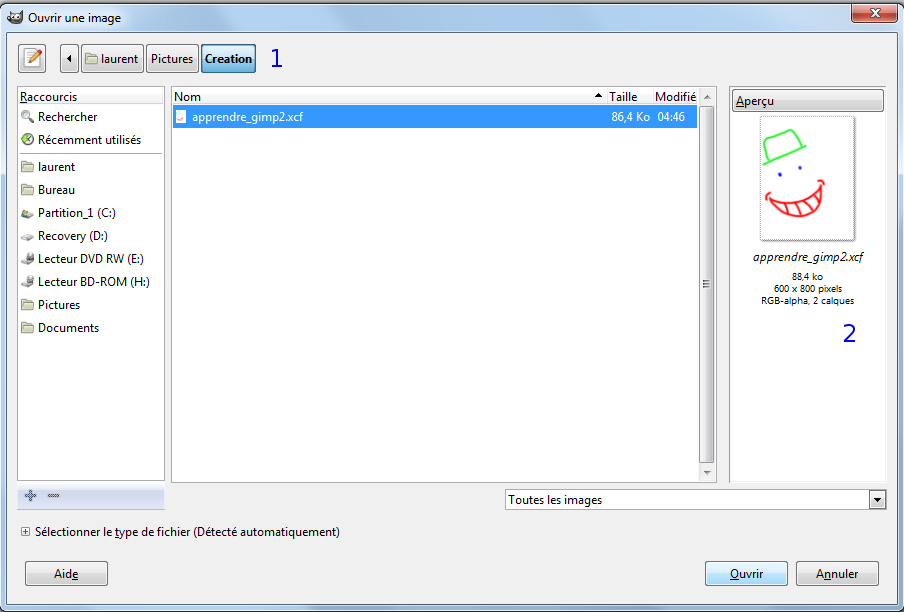 Ouvrir une image
laurent Pictures Creation 1
Raccourcis
Rechercher
Récemment utilisés
laurent
Bureau
Partition_1 (C:)
Recovery (D:)
Lecteur DVD RW (E:)
Lecteur BD-ROM (H:)
Pictures
Documents
Nom Taille Modifié
apprendre_gimp2.xcf 86,4 Ko 04:46
Aperçu
apprendre_gimp2.xcf
88,4 ko
600 x 800 pixels
RGB-alpha, 2 calques
2
Toutes les images
Sélectionner le type de fichier (Détecté automatiquement)
Aide Ouvrir Annuler